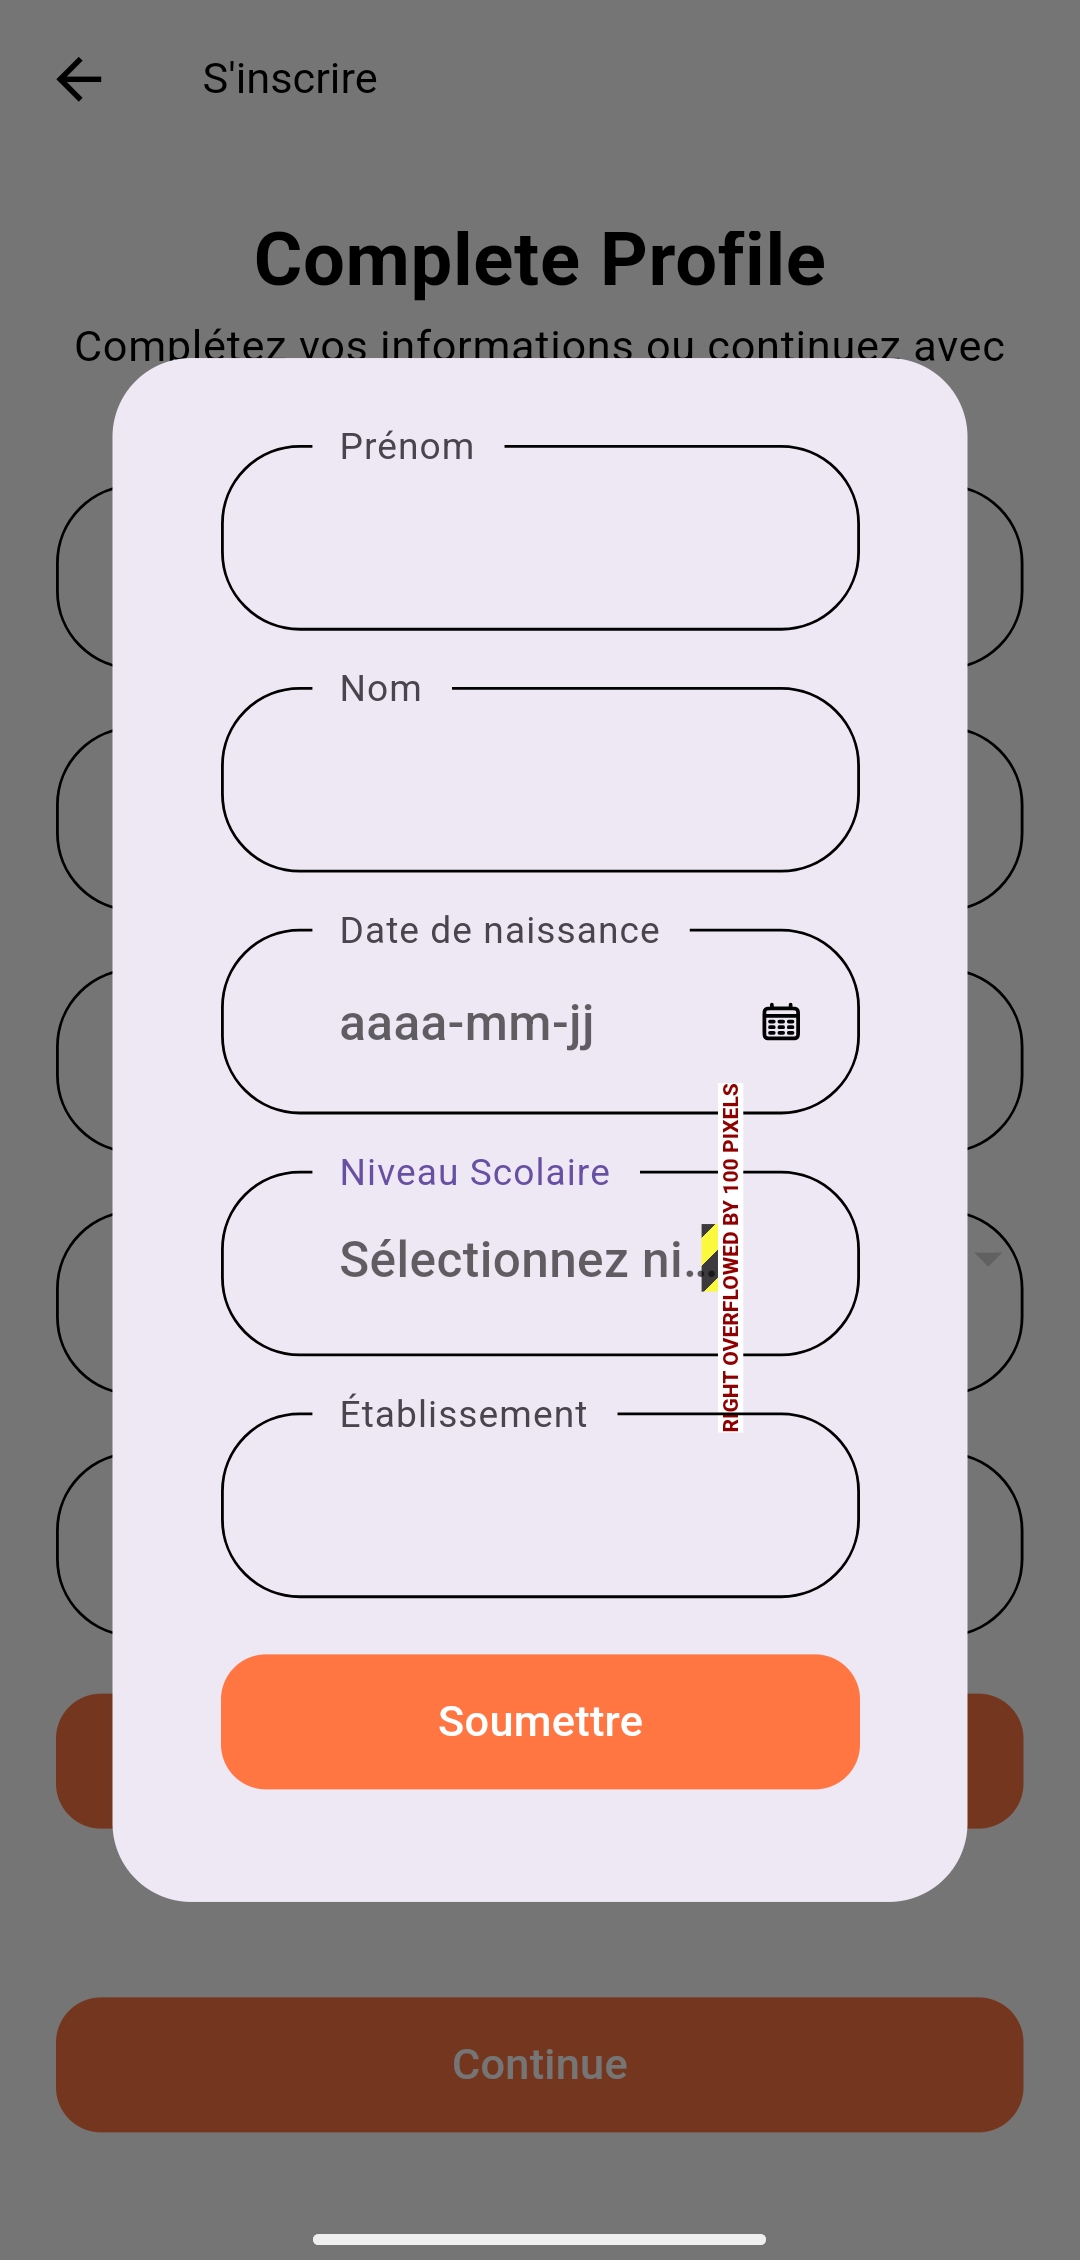 S'inscrire
Complete Profile
Complétez vos informations ou continuez avec
Prénom
Nom
Date de naissance
aaaa-mm-jj
Niveau Scolaire
Sélectionnez ni...
RIGHT OVERFLOWED BY 100 PIXELS
Établissement
Soumettre
Continue